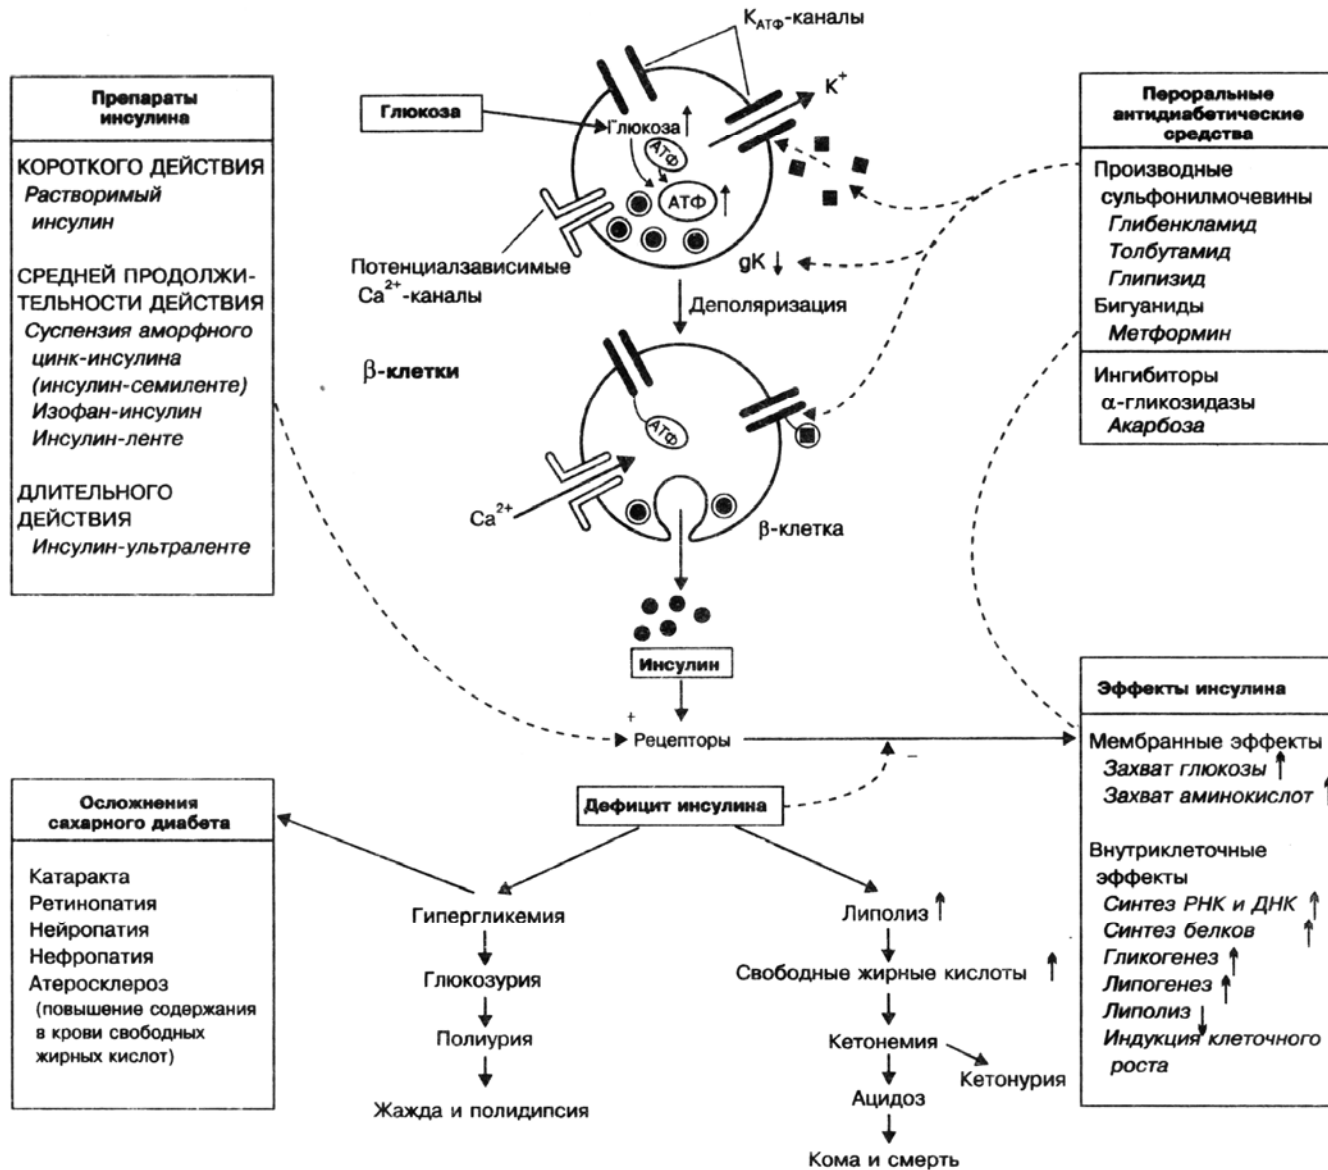 Препараты
инсулина
КОРОТКОГО ДЕЙСТВИЯ
Растворимый
инсулин
СРЕДНЕЙ ПРОДОЛЖИ-
ТЕЛЬНОСТИ ДЕЙСТВИЯ
Суспензия аморфного
цинк-инсулина
(инсулин-семиленте)
Изофан-инсулин
Инсулин-ленте
ДЛИТЕЛЬНОГО
ДЕЙСТВИЯ
Инсулин-ультраленте
K_АТФ-каналы
K⁺
Глюкоза
Глюкоза
АТФ
АТФ
Потенциалзависимые
Ca²⁺-каналы
gK
Деполяризация
β-клетки
АТФ
Ca²⁺
β-клетка
Инсулин
+
Рецепторы
–
Дефицит инсулина
Гипергликемия
Глюкозурия
Полиурия
Жажда и полидипсия
Липолиз
Свободные жирные кислоты
Кетонемия
Кетонурия
Ацидоз
Кома и смерть
Пероральные
антидиабетические
средства
Производные
сульфонилмочевины
Глибенкламид
Толбутамид
Глипизид
Бигуаниды
Метформин
Ингибиторы
α-гликозидазы
Акарбоза
Эффекты инсулина
Мембранные эффекты
Захват глюкозы
Захват аминокислот
Внутриклеточные
эффекты
Синтез РНК и ДНК
Синтез белков
Гликогенез
Липогенез
Липолиз
Индукция клеточного
роста
Осложнения
сахарного диабета
Катаракта
Ретинопатия
Нейропатия
Нефропатия
Атеросклероз
(повышение содержания
в крови свободных
жирных кислот)